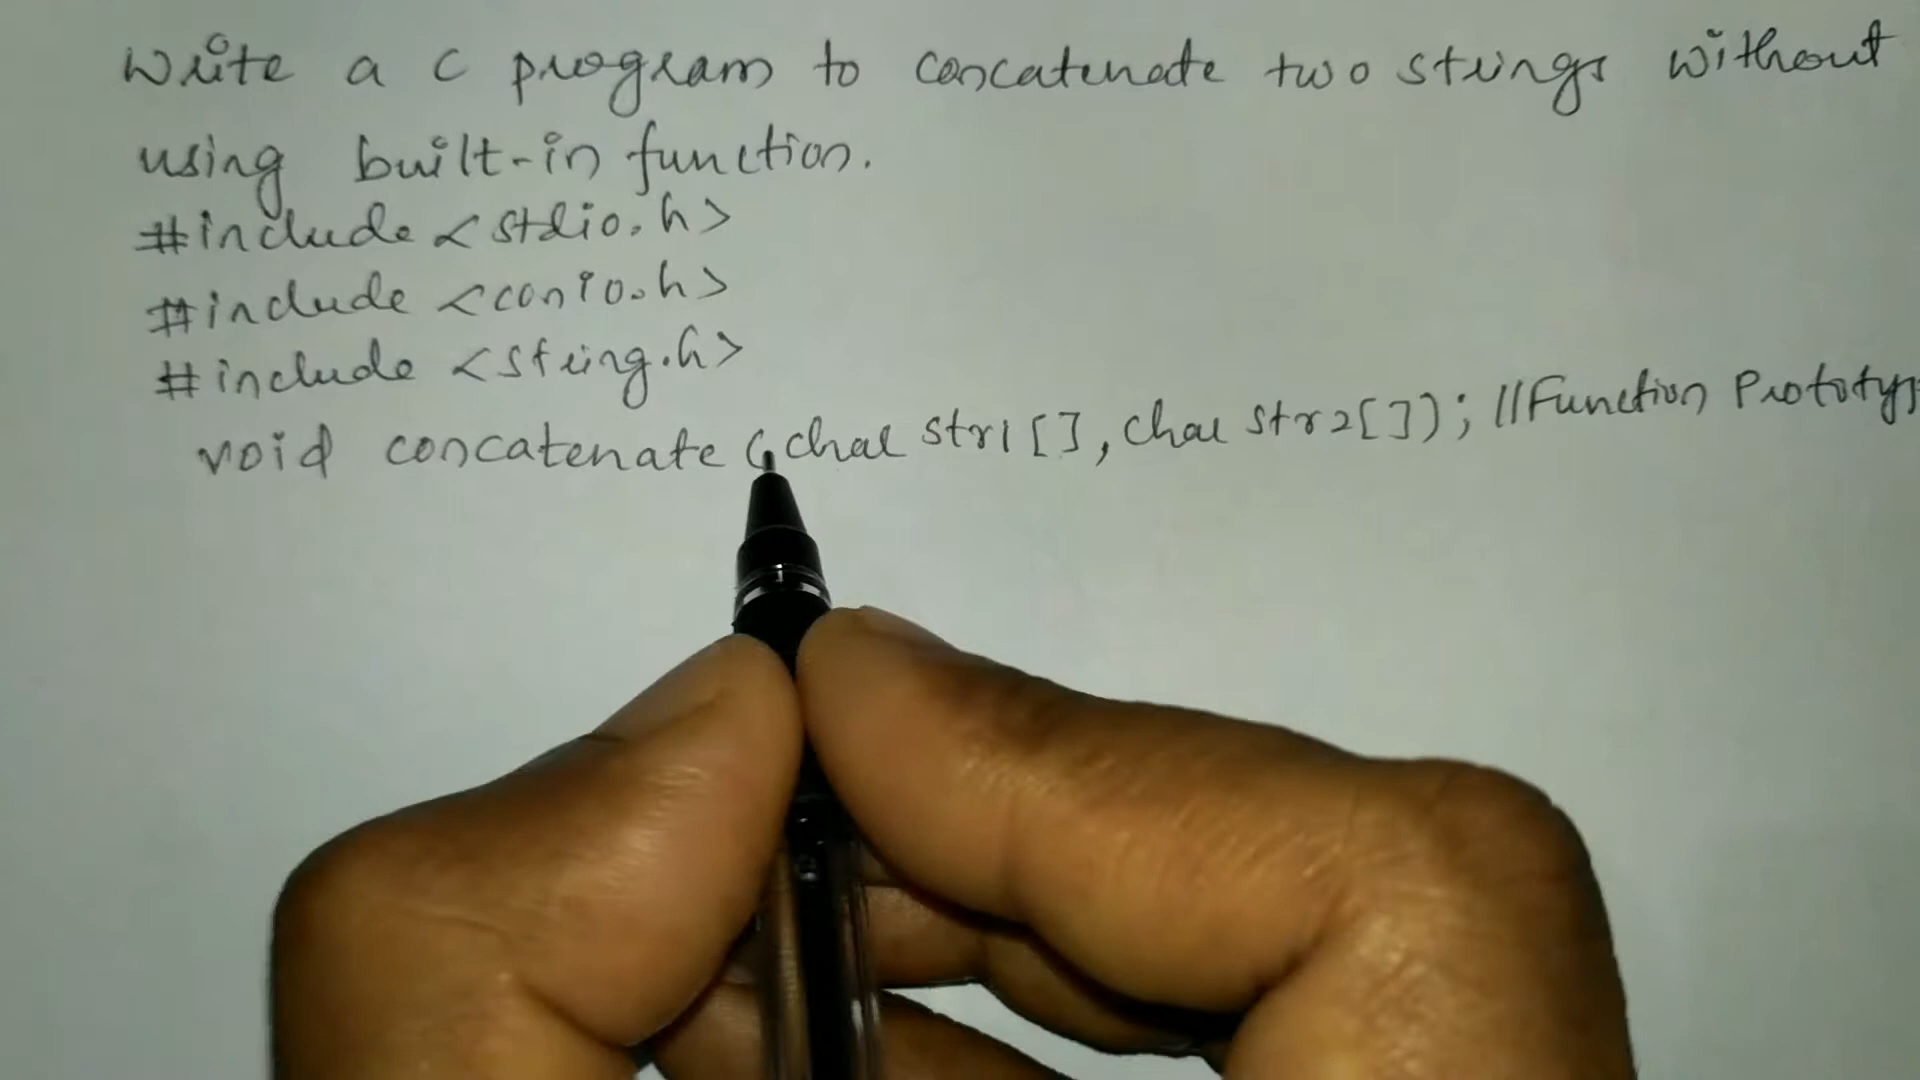 Write a C program to concatenate two strings without
using built-in function.
#include <stdio.h>
#include <conio.h>
#include <string.h>
void concatenate (char str1[], char str2[]); //Function Prototyp